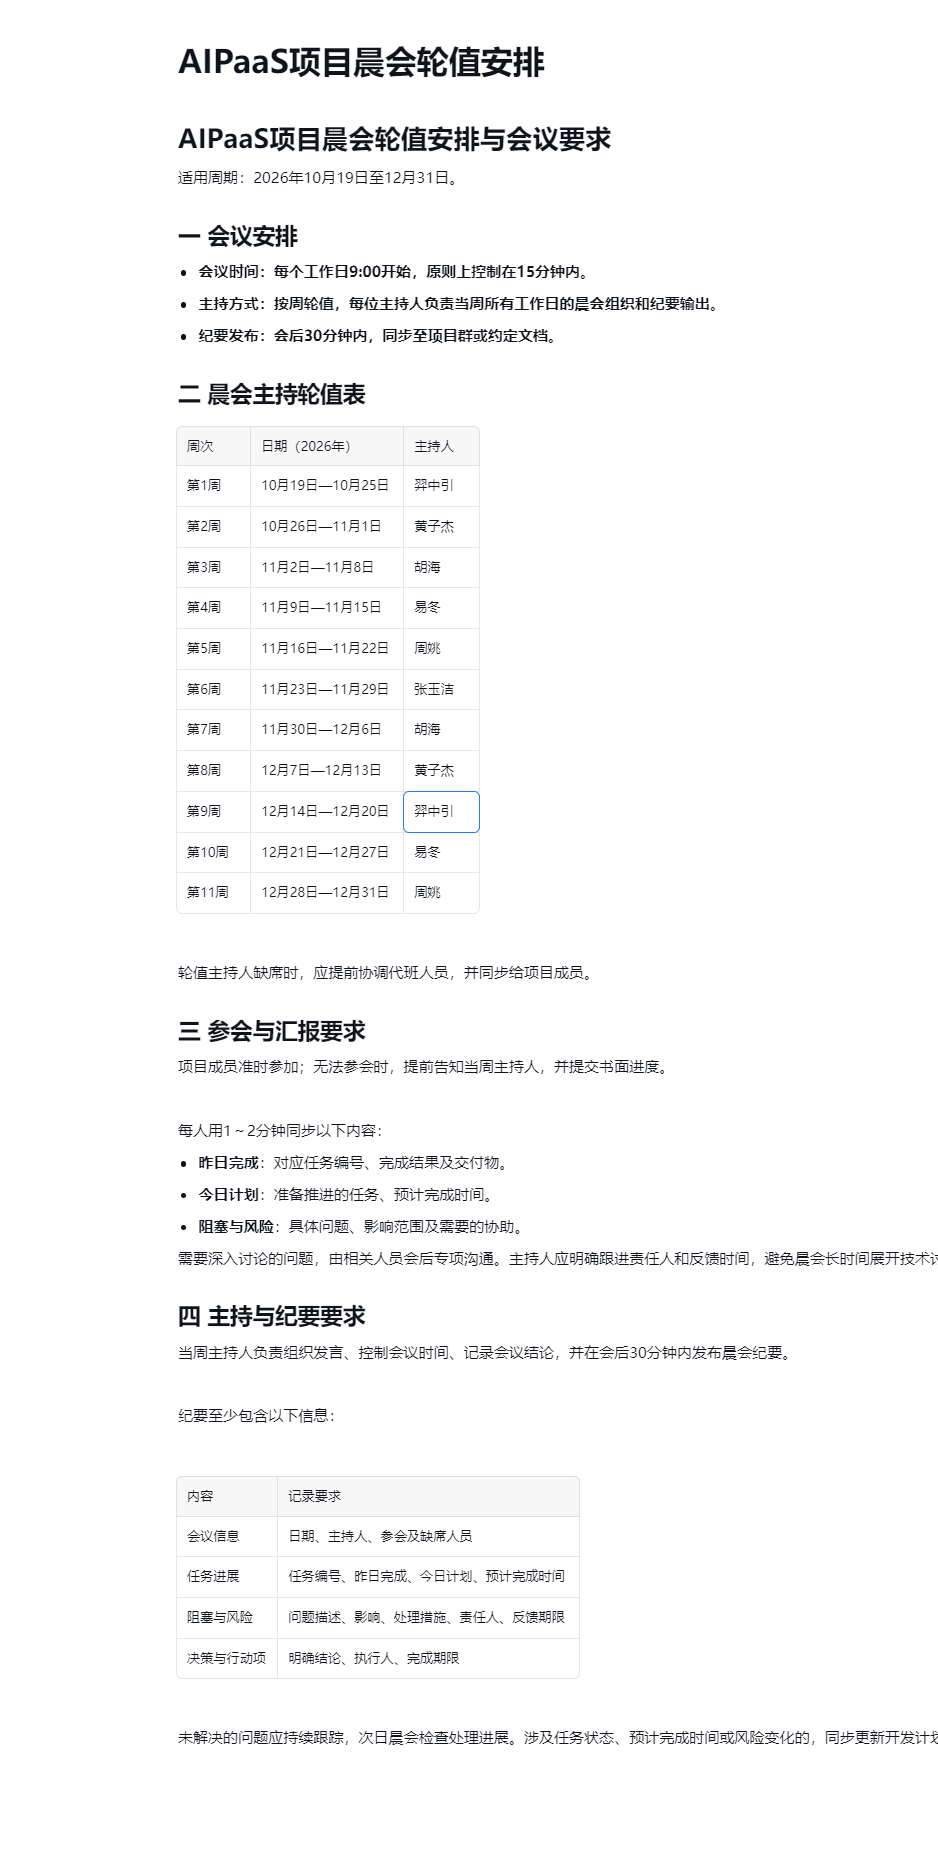 AIPaaS项目晨会轮值安排
AIPaaS项目晨会轮值安排与会议要求
适用周期：2026年10月19日至12月31日。
一 会议安排
会议时间：每个工作日9:00开始，原则上控制在15分钟内。
主持方式：按周轮值，每位主持人负责当周所有工作日的晨会组织和纪要输出。
纪要发布：会后30分钟内，同步至项目群或约定文档。
二 晨会主持轮值表
周次 日期（2026年） 主持人
第1周 10月19日—10月25日 羿中引
第2周 10月26日—11月1日 黄子杰
第3周 11月2日—11月8日 胡海
第4周 11月9日—11月15日 易冬
第5周 11月16日—11月22日 周姚
第6周 11月23日—11月29日 张玉洁
第7周 11月30日—12月6日 胡海
第8周 12月7日—12月13日 黄子杰
第9周 12月14日—12月20日 羿中引
第10周 12月21日—12月27日 易冬
第11周 12月28日—12月31日 周姚
轮值主持人缺席时，应提前协调代班人员，并同步给项目成员。
三 参会与汇报要求
项目成员准时参加；无法参会时，提前告知当周主持人，并提交书面进度。
每人用1～2分钟同步以下内容：
昨日完成：对应任务编号、完成结果及交付物。
今日计划：准备推进的任务、预计完成时间。
阻塞与风险：具体问题、影响范围及需要的协助。
需要深入讨论的问题，由相关人员会后专项沟通。主持人应明确跟进责任人和反馈时间，避免晨会长时间展开技术
四 主持与纪要要求
当周主持人负责组织发言、控制会议时间、记录会议结论，并在会后30分钟内发布晨会纪要。
纪要至少包含以下信息：
内容 记录要求
会议信息 日期、主持人、参会及缺席人员
任务进展 任务编号、昨日完成、今日计划、预计完成时间
阻塞与风险 问题描述、影响、处理措施、责任人、反馈期限
决策与行动项 明确结论、执行人、完成期限
未解决的问题应持续跟踪，次日晨会检查处理进展。涉及任务状态、预计完成时间或风险变化的，同步更新开发计